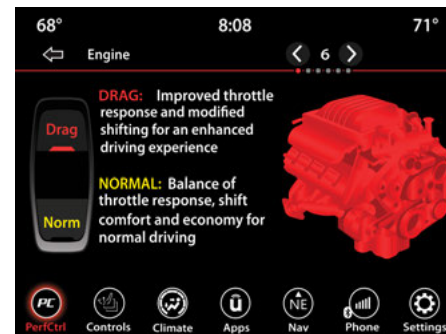 68° 8:08 71°
Engine 6
DRAG: Improved throttle
response and modified
shifting for an enhanced
driving experience
Drag
NORMAL: Balance of
throttle response, shift
comfort and economy for
normal driving
Norm
PC NE
PerfCtrl Controls Climate Apps Nav Phone Settings